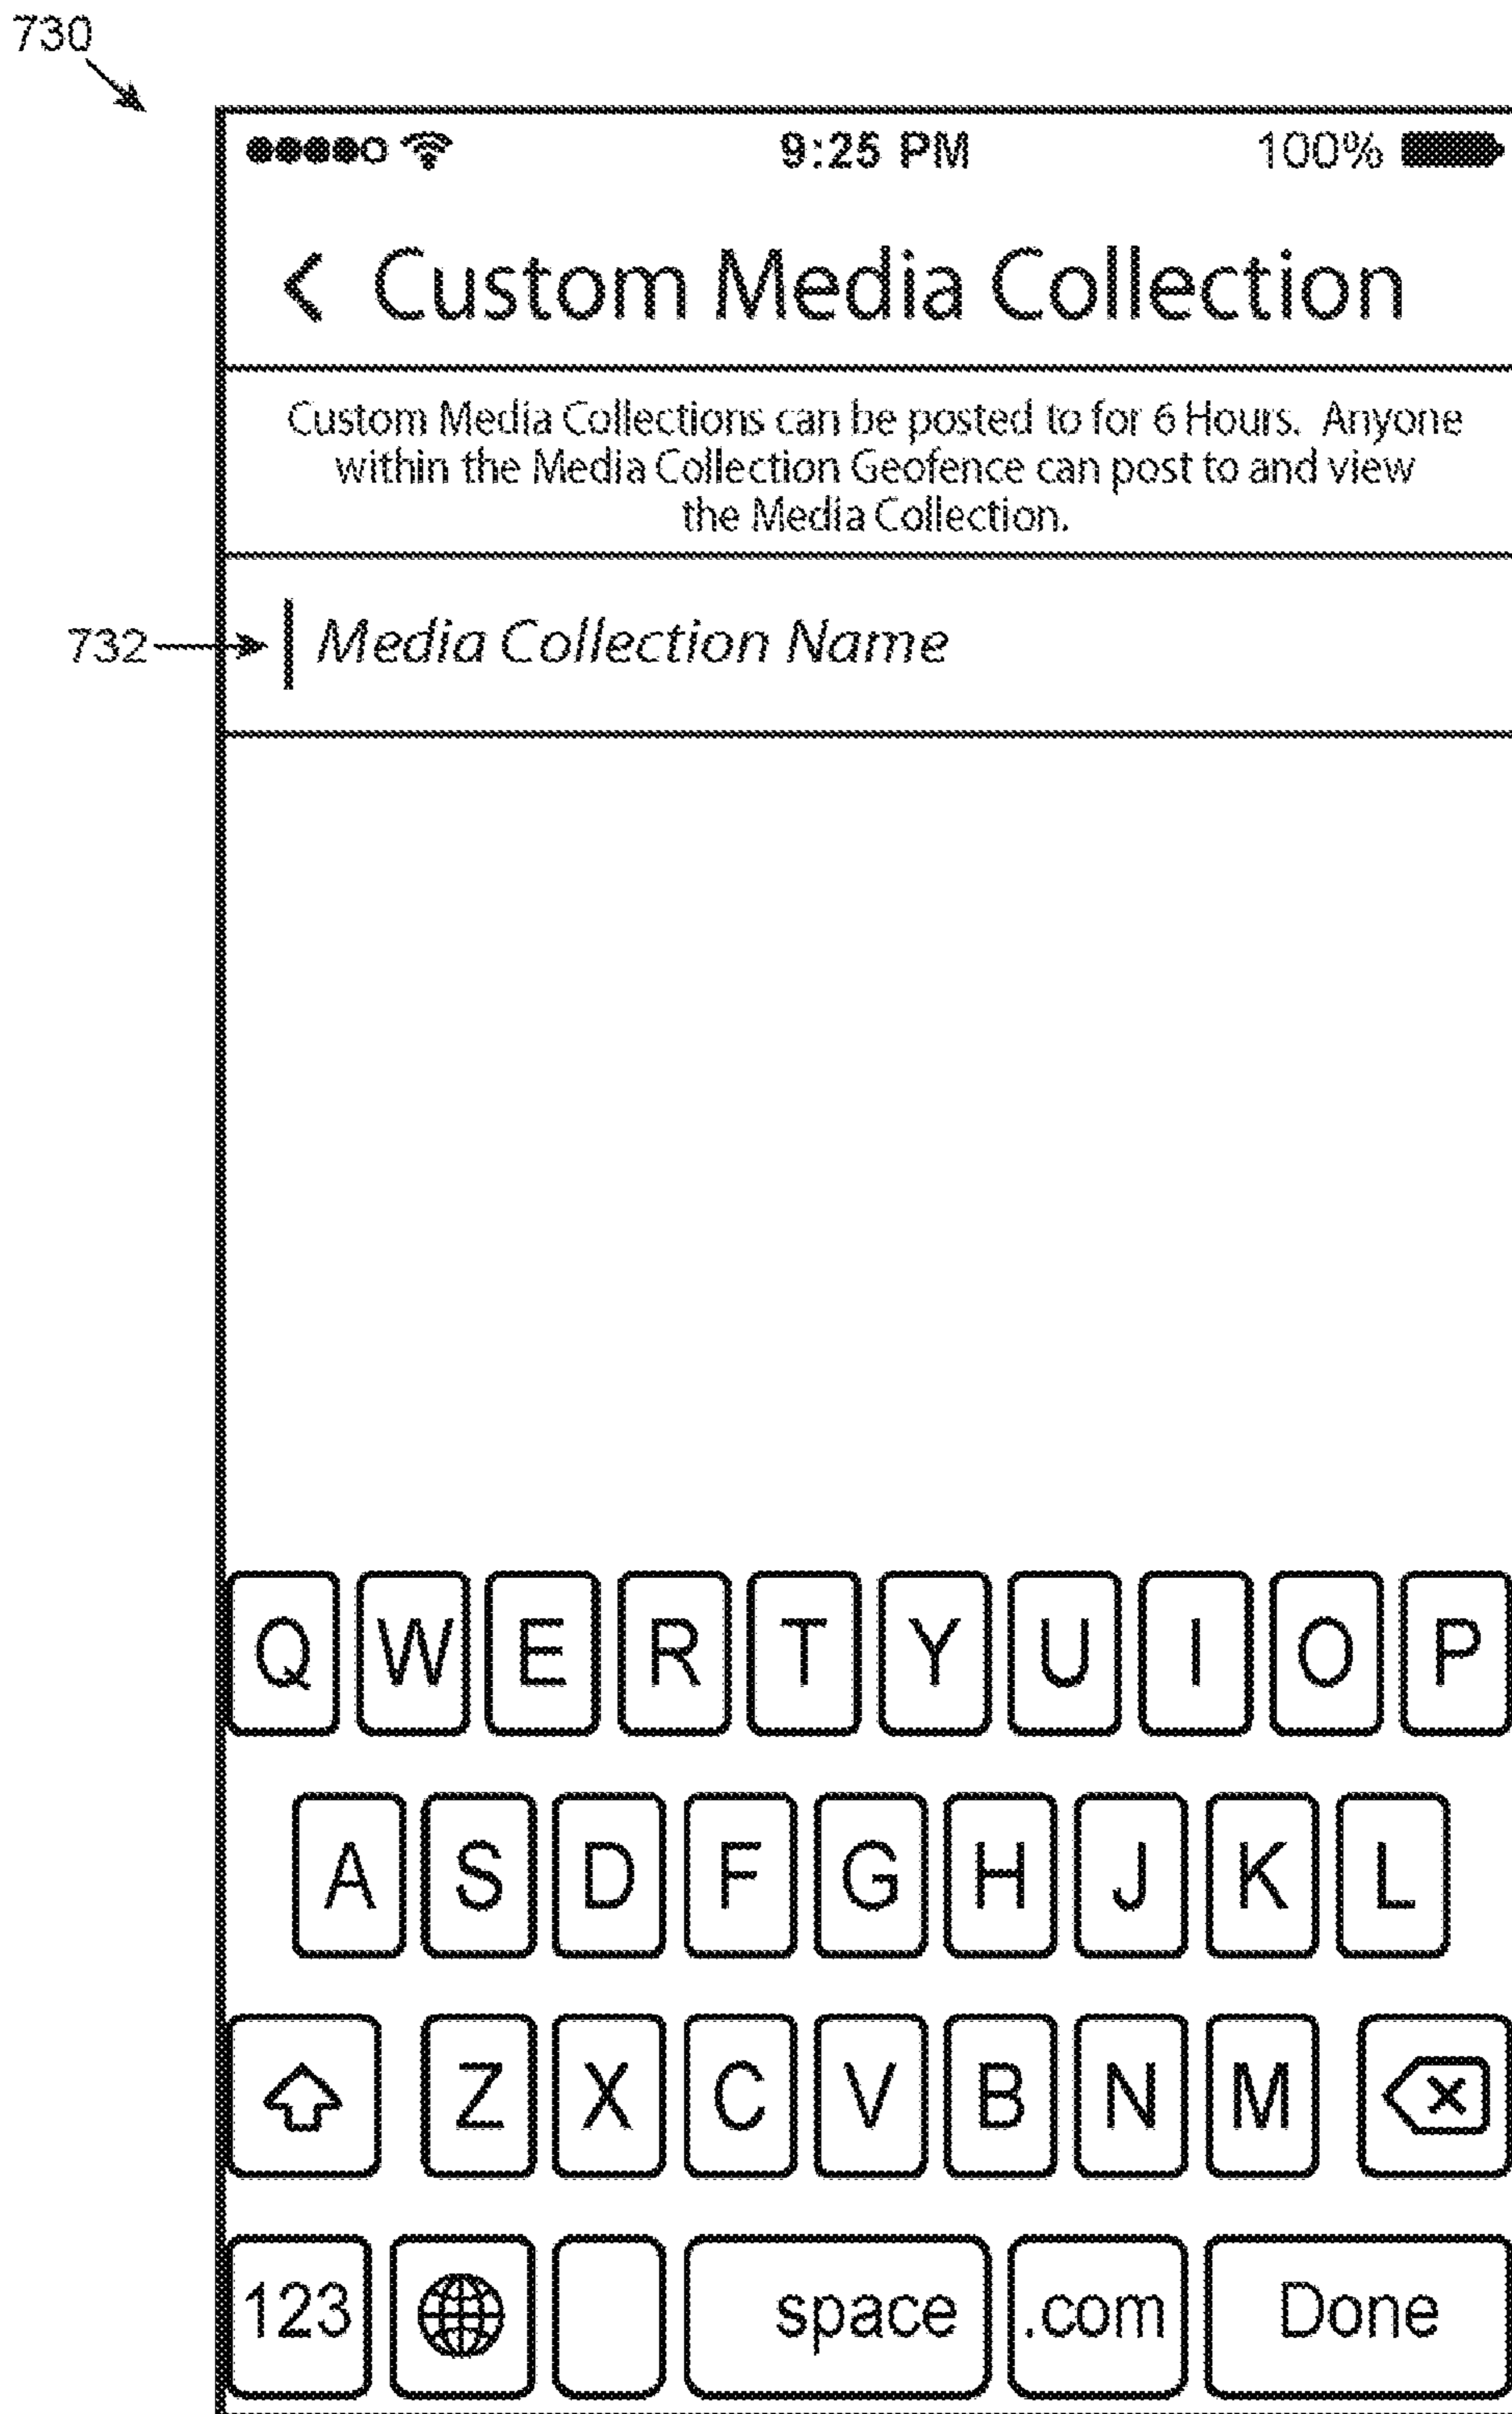 730
9:25 PM 100%
< Custom Media Collection
Custom Media Collections can be posted to for 6 Hours. Anyone
within the Media Collection Geofence can post to and view
the Media Collection.
732 Media Collection Name
Q W E R T Y U I O P
A S D F G H J K L
Z X C V B N M
123 space .com Done